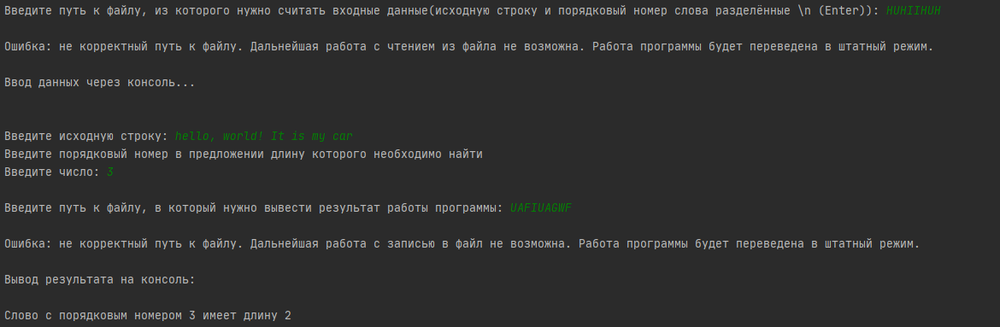 Введите путь к файлу, из которого нужно считать входные данные(исходную строку и порядковый номер слова разделённые \n (Enter)): HUHIIHUH
Ошибка: не корректный путь к файлу. Дальнейшая работа с чтением из файла не возможна. Работа программы будет переведена в штатный режим.
Ввод данных через консоль...
Введите исходную строку: hello, world! It is my car
Введите порядковый номер в предложении длину которого необходимо найти
Введите число: 3
Введите путь к файлу, в который нужно вывести результат работы программы: UAFIUAGWF
Ошибка: не корректный путь к файлу. Дальнейшая работа с записью в файл не возможна. Работа программы будет переведена в штатный режим.
Вывод результата на консоль:
Слово с порядковым номером 3 имеет длину 2